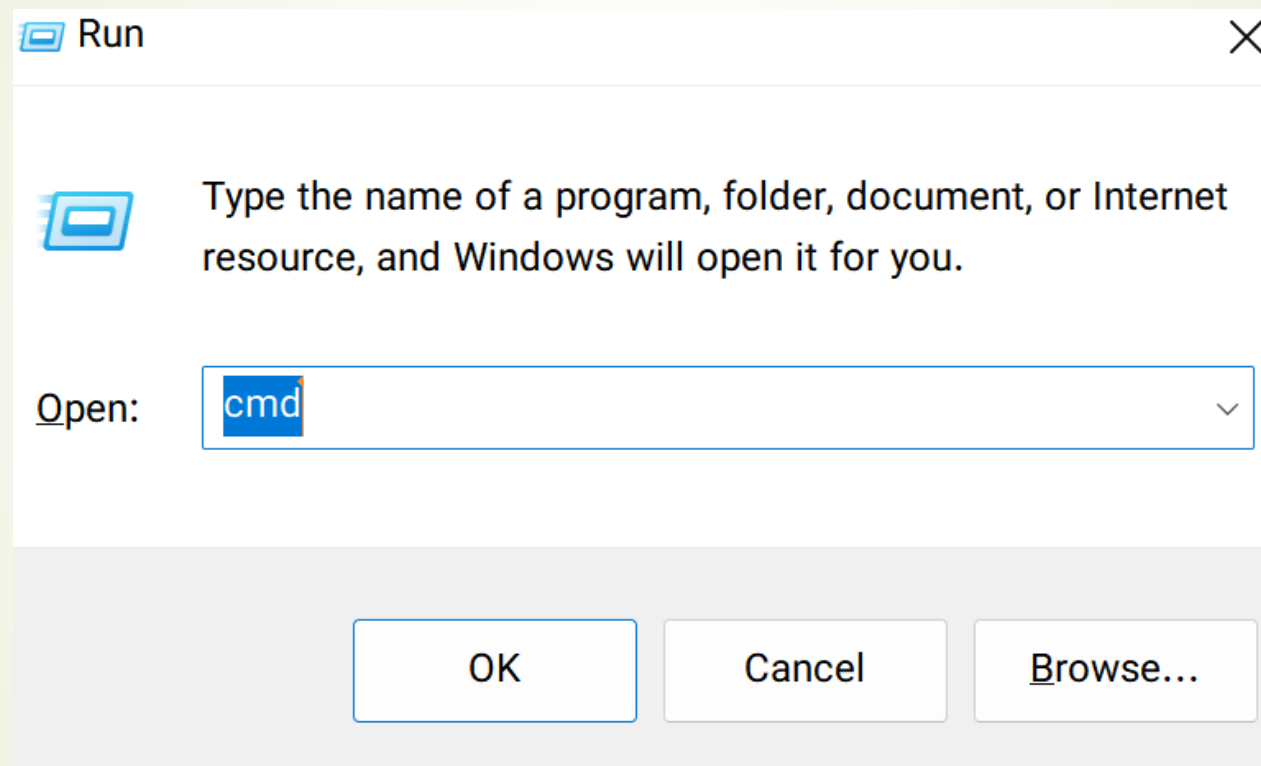 Run
Type the name of a program, folder, document, or Internet
resource, and Windows will open it for you.
Open: cmd
OK Cancel Browse...